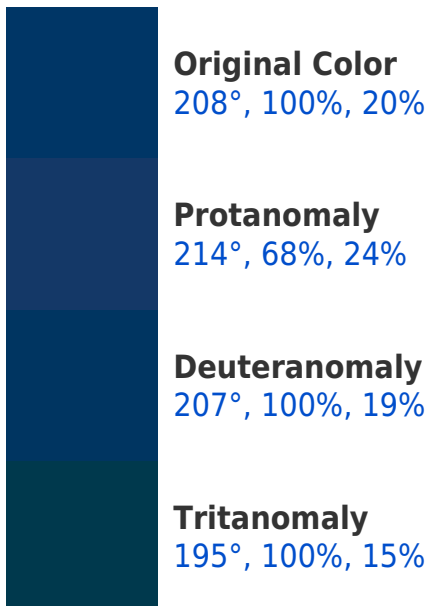 Original Color
208°, 100%, 20%
Protanomaly
214°, 68%, 24%
Deuteranomaly
207°, 100%, 19%
Tritanomaly
195°, 100%, 15%